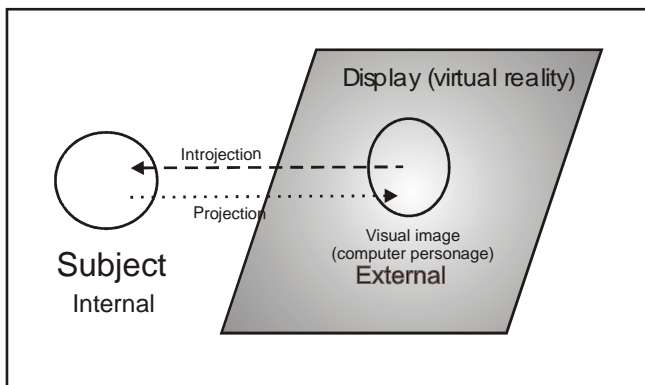 Display (virtual reality)
Introjection
Projection
Visual image
(computer personage)
External
Subject
Internal